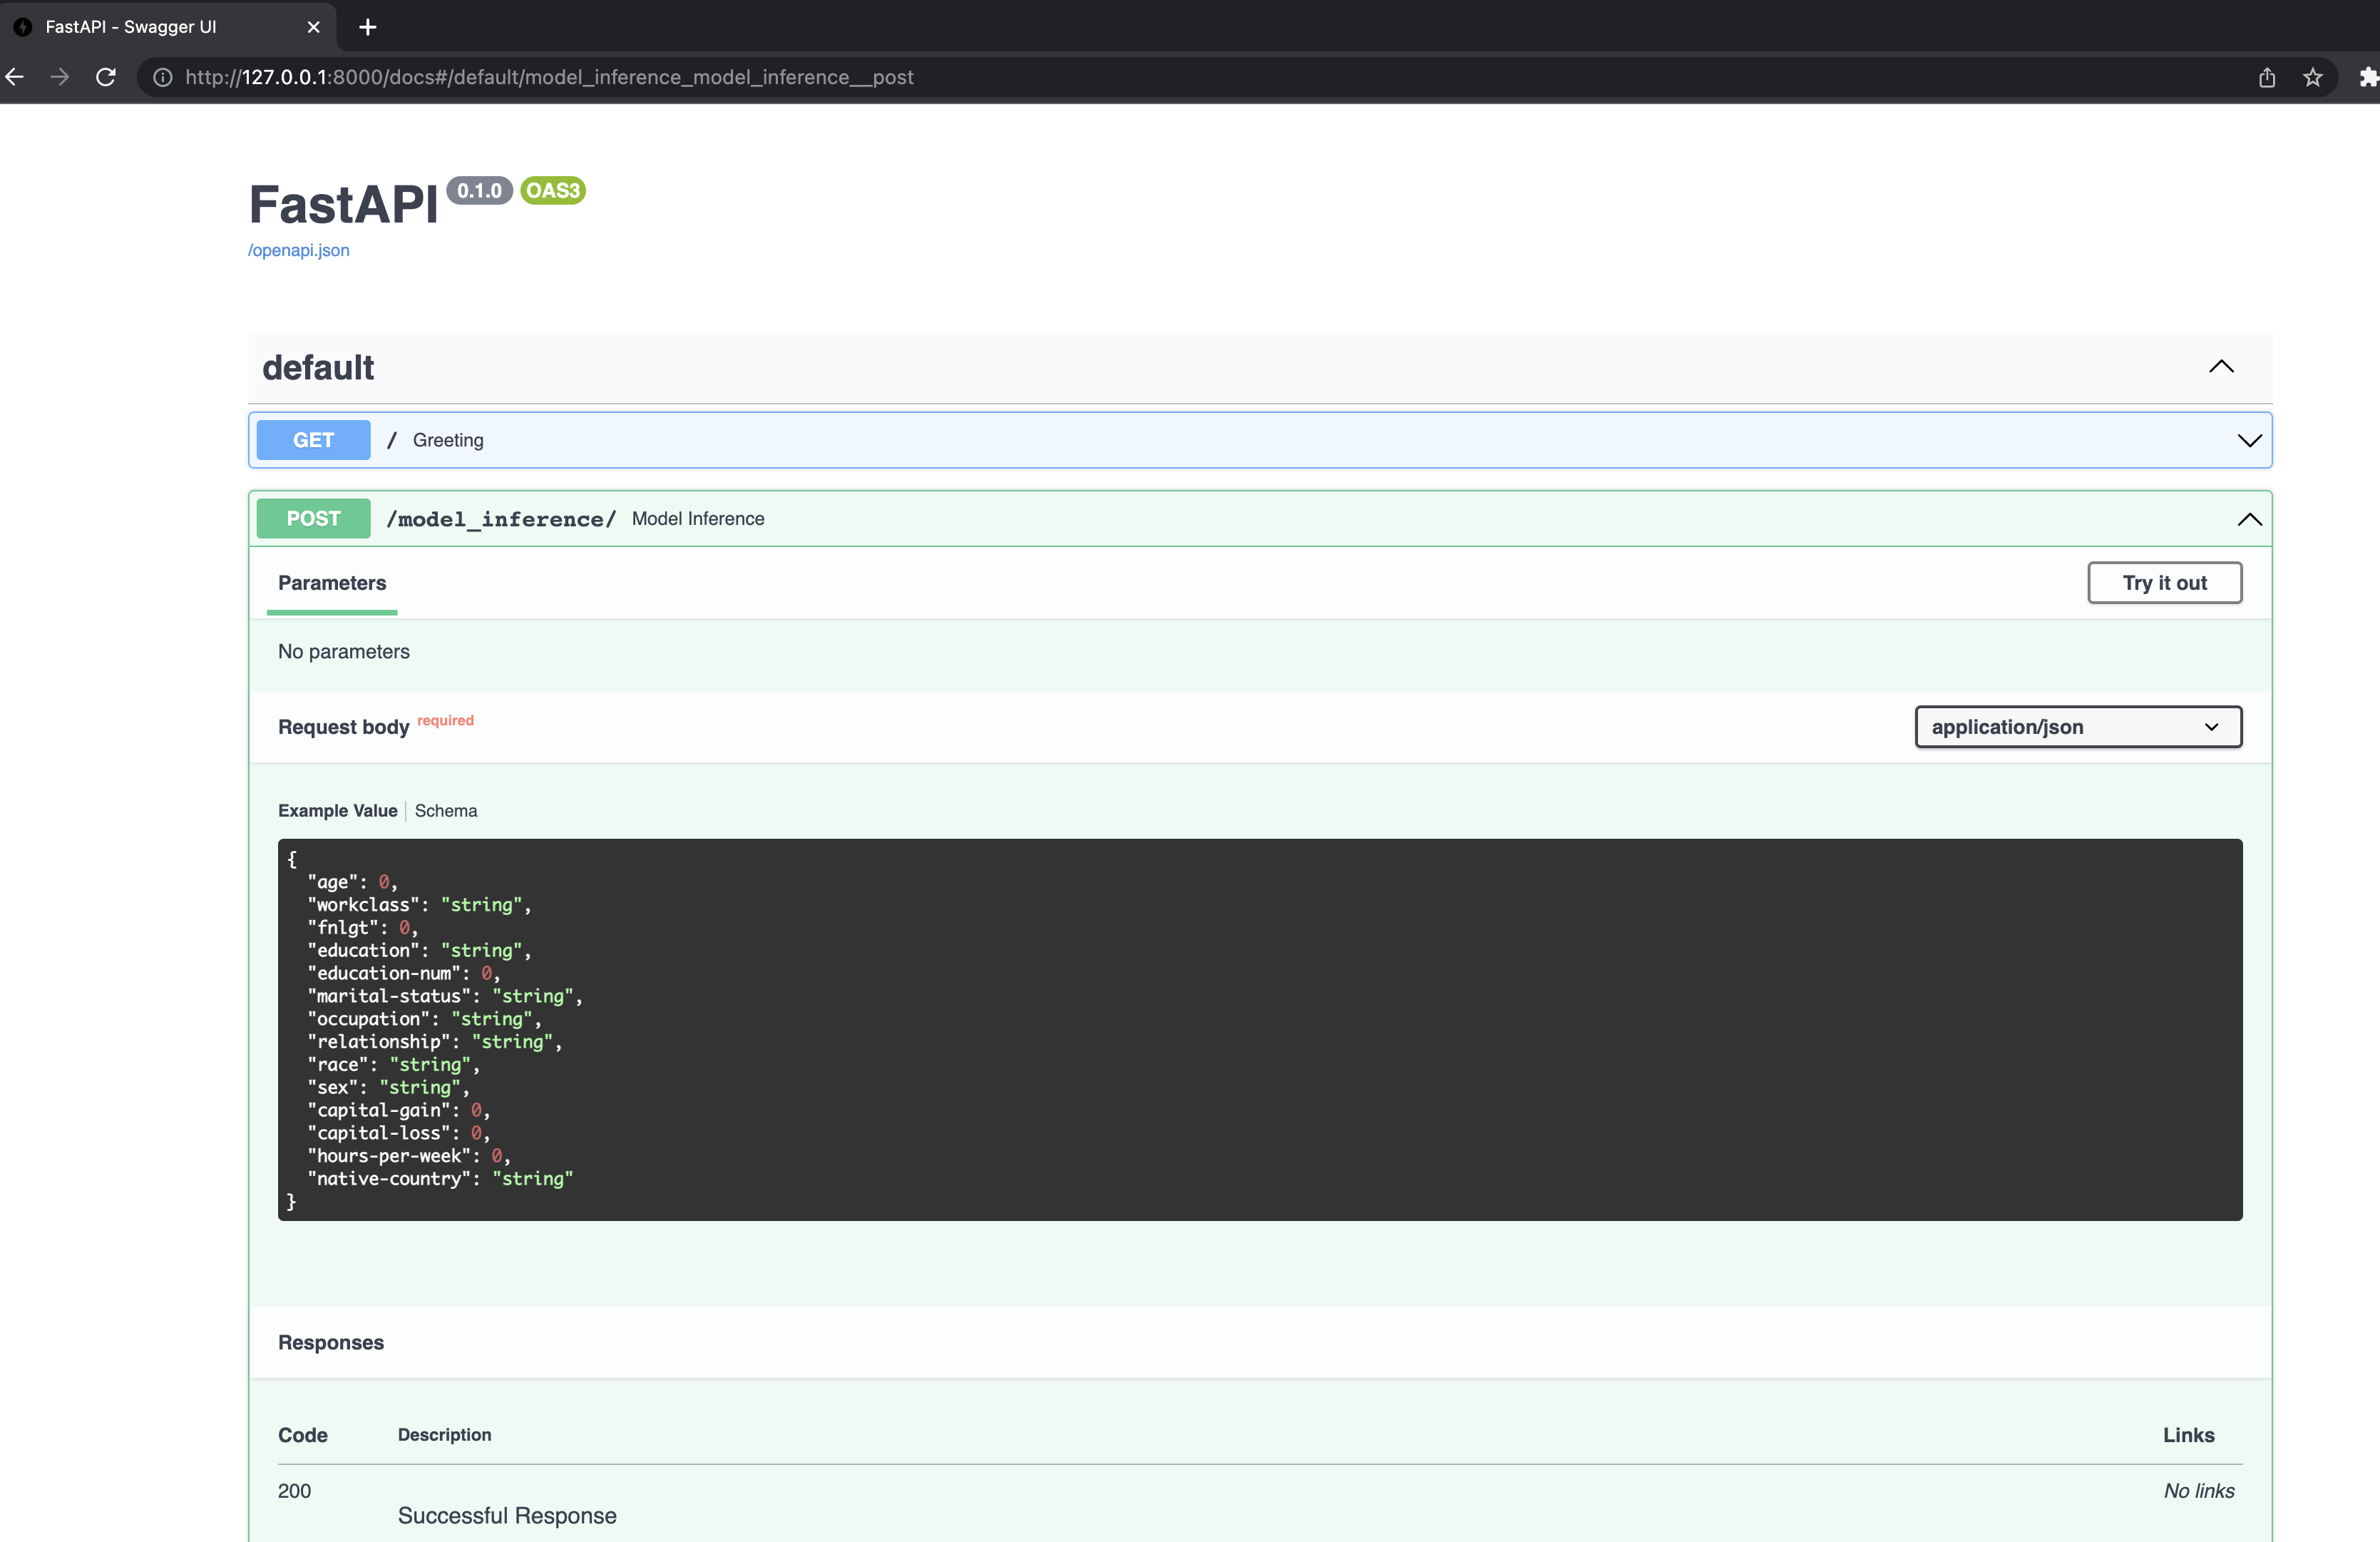 FastAPI - Swagger UI
http://127.0.0.1:8000/docs#/default/model_inference_model_inference__post
FastAPI 0.1.0 OAS3
/openapi.json
default
GET / Greeting
POST /model_inference/ Model Inference
Parameters Try it out
No parameters
Request body required application/json
Example Value Schema
{
"age": 0,
"workclass": "string",
"fnlgt": 0,
"education": "string",
"education-num": 0,
"marital-status": "string",
"occupation": "string",
"relationship": "string",
"race": "string",
"sex": "string",
"capital-gain": 0,
"capital-loss": 0,
"hours-per-week": 0,
"native-country": "string"
}
Responses
Code Description Links
200 No links
Successful Response